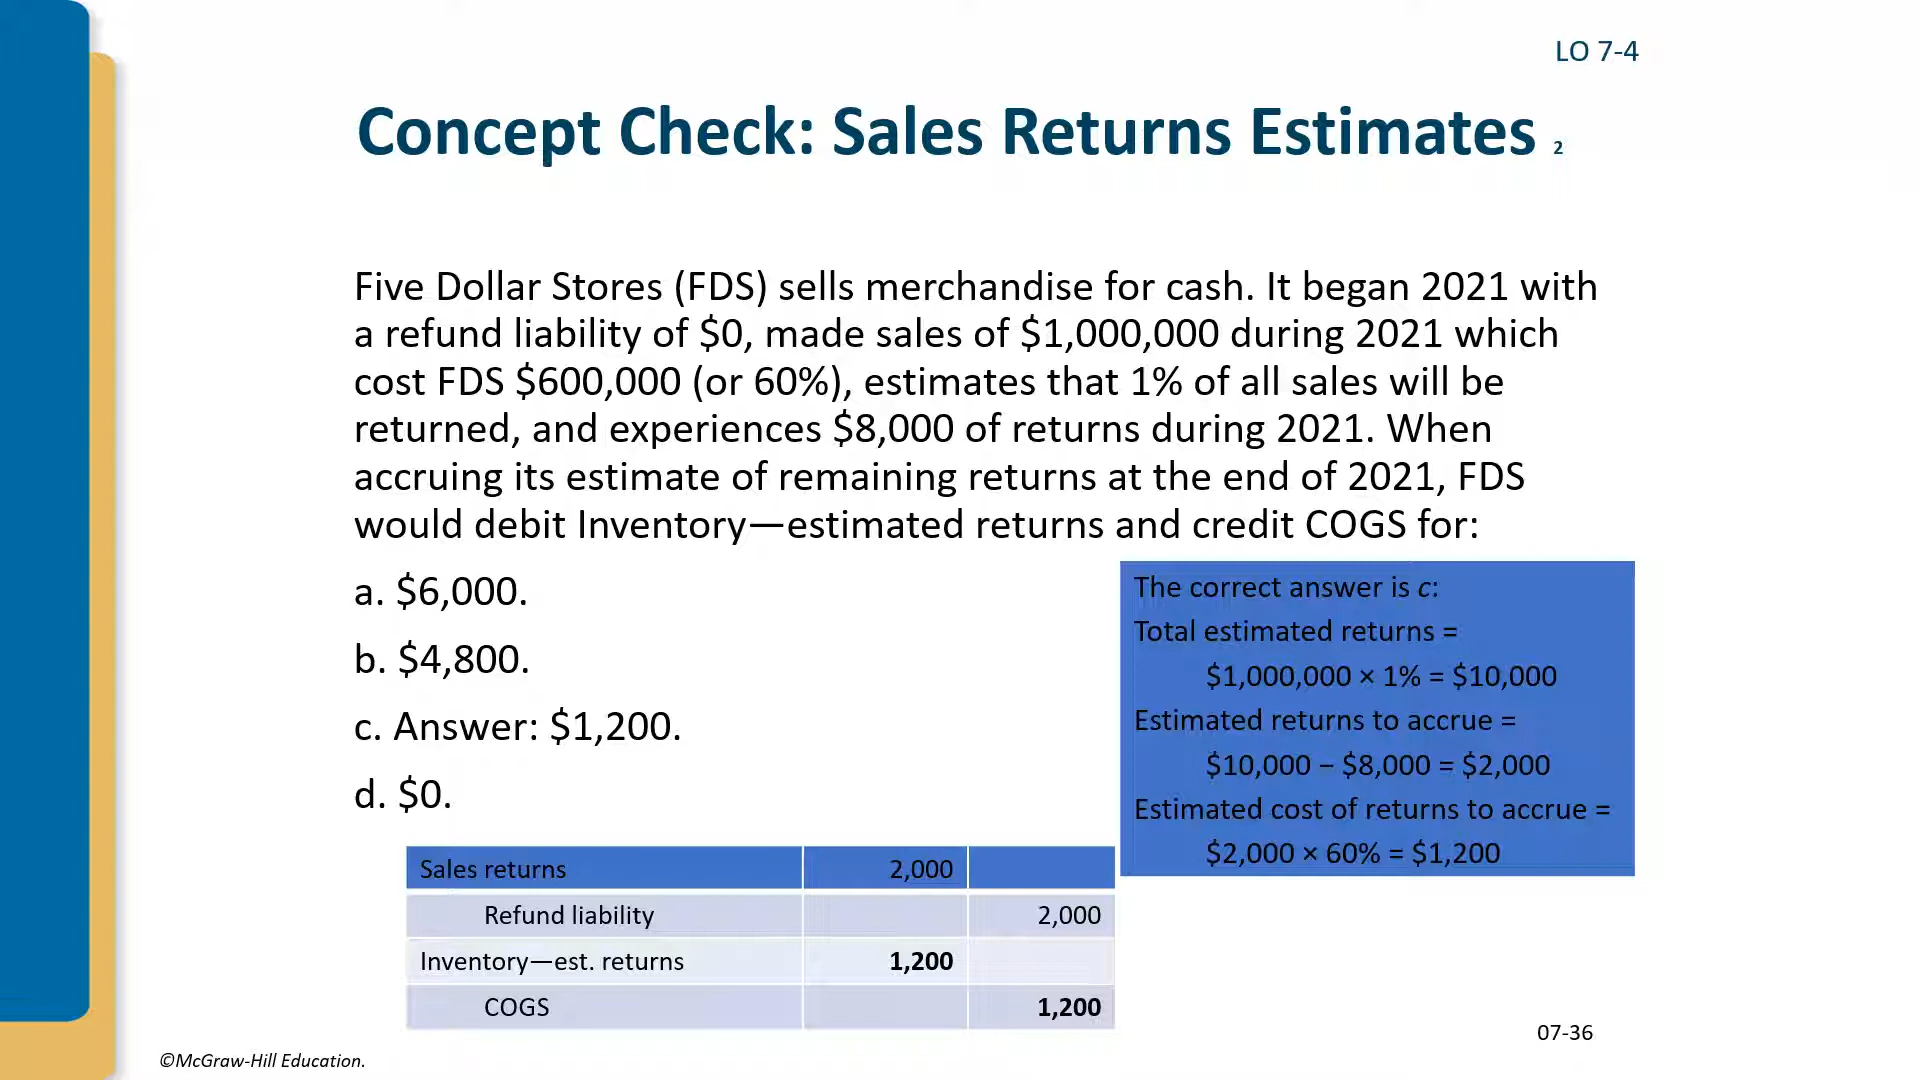 LO 7-4
Concept Check: Sales Returns Estimates 2
Five Dollar Stores (FDS) sells merchandise for cash. It began 2021 with
a refund liability of $0, made sales of $1,000,000 during 2021 which
cost FDS $600,000 (or 60%), estimates that 1% of all sales will be
returned, and experiences $8,000 of returns during 2021. When
accruing its estimate of remaining returns at the end of 2021, FDS
would debit Inventory—estimated returns and credit COGS for:
a. $6,000.
b. $4,800.
c. Answer: $1,200.
d. $0.
The correct answer is c:
Total estimated returns =
$1,000,000 × 1% = $10,000
Estimated returns to accrue =
$10,000 − $8,000 = $2,000
Estimated cost of returns to accrue =
$2,000 × 60% = $1,200
Sales returns 2,000
Refund liability 2,000
Inventory—est. returns 1,200
COGS 1,200
07-36
©McGraw-Hill Education.